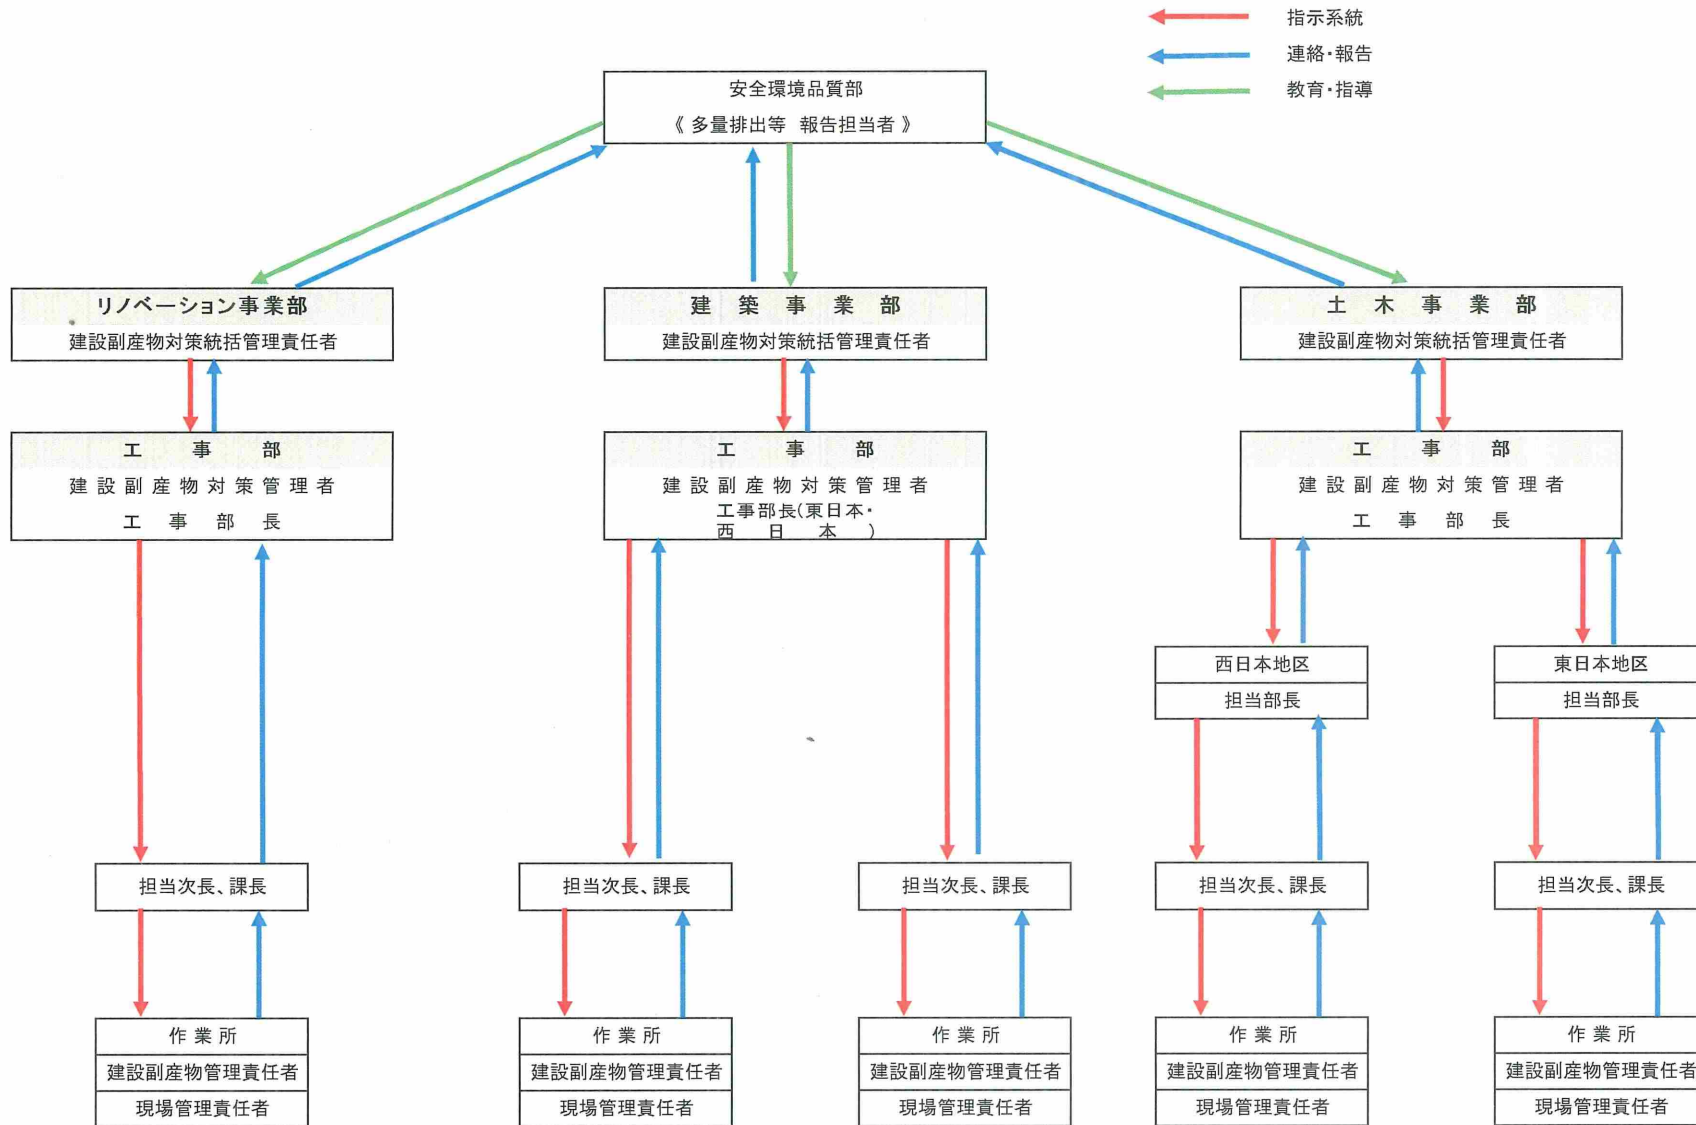 指示系統
連絡・報告
教育・指導
安全環境品質部
《 多量排出等 報告担当者 》
リノベーション事業部
建設副産物対策統括管理責任者
建築事業部
建設副産物対策統括管理責任者
土木事業部
建設副産物対策統括管理責任者
工事部
建設副産物対策管理者
工事部長
工事部
建設副産物対策管理者
工事部長(東日本・
西日本)
工事部
建設副産物対策管理者
工事部長
西日本地区
担当部長
東日本地区
担当部長
担当次長、課長
担当次長、課長
担当次長、課長
担当次長、課長
担当次長、課長
作業所
建設副産物管理責任者
現場管理責任者
作業所
建設副産物管理責任者
現場管理責任者
作業所
建設副産物管理責任者
現場管理責任者
作業所
建設副産物管理責任者
現場管理責任者
作業所
建設副産物管理責任者
現場管理責任者